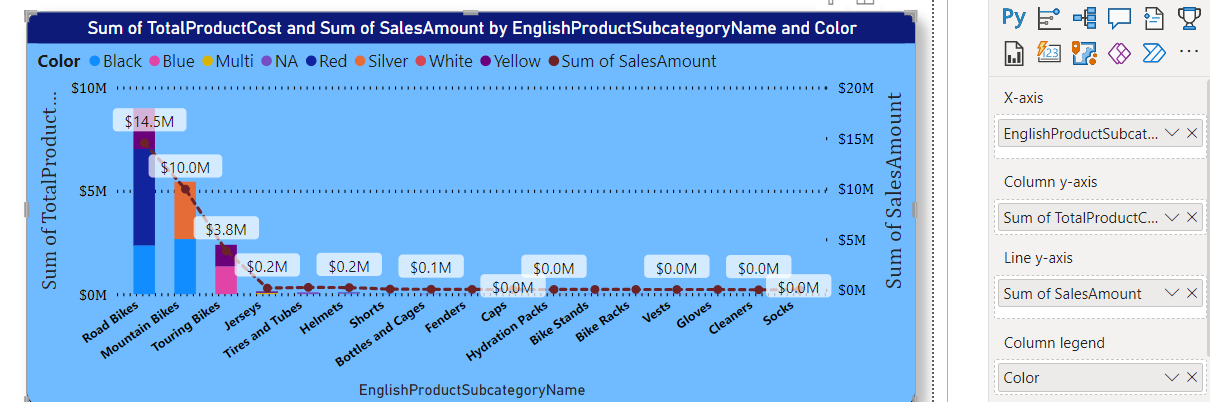 Sum of TotalProductCost and Sum of SalesAmount by EnglishProductSubcategoryName and Color
Color Black Blue Multi NA Red Silver White Yellow Sum of SalesAmount
$10M
$5M
$0M
Sum of TotalProduct...
$20M
$15M
$10M
$5M
$0M
Sum of SalesAmount
$14.5M
$10.0M
$3.8M
$0.2M
$0.2M
$0.1M
$0.0M
$0.0M
$0.0M
$0.0M
$0.0M
Road Bikes
Mountain Bikes
Touring Bikes
Jerseys
Tires and Tubes
Helmets
Shorts
Bottles and Cages
Fenders
Caps
Hydration Packs
Bike Stands
Bike Racks
Vests
Gloves
Cleaners
Socks
EnglishProductSubcategoryName
Py
123
...
X-axis
EnglishProductSubcat...
Column y-axis
Sum of TotalProductC...
Line y-axis
Sum of SalesAmount
Column legend
Color